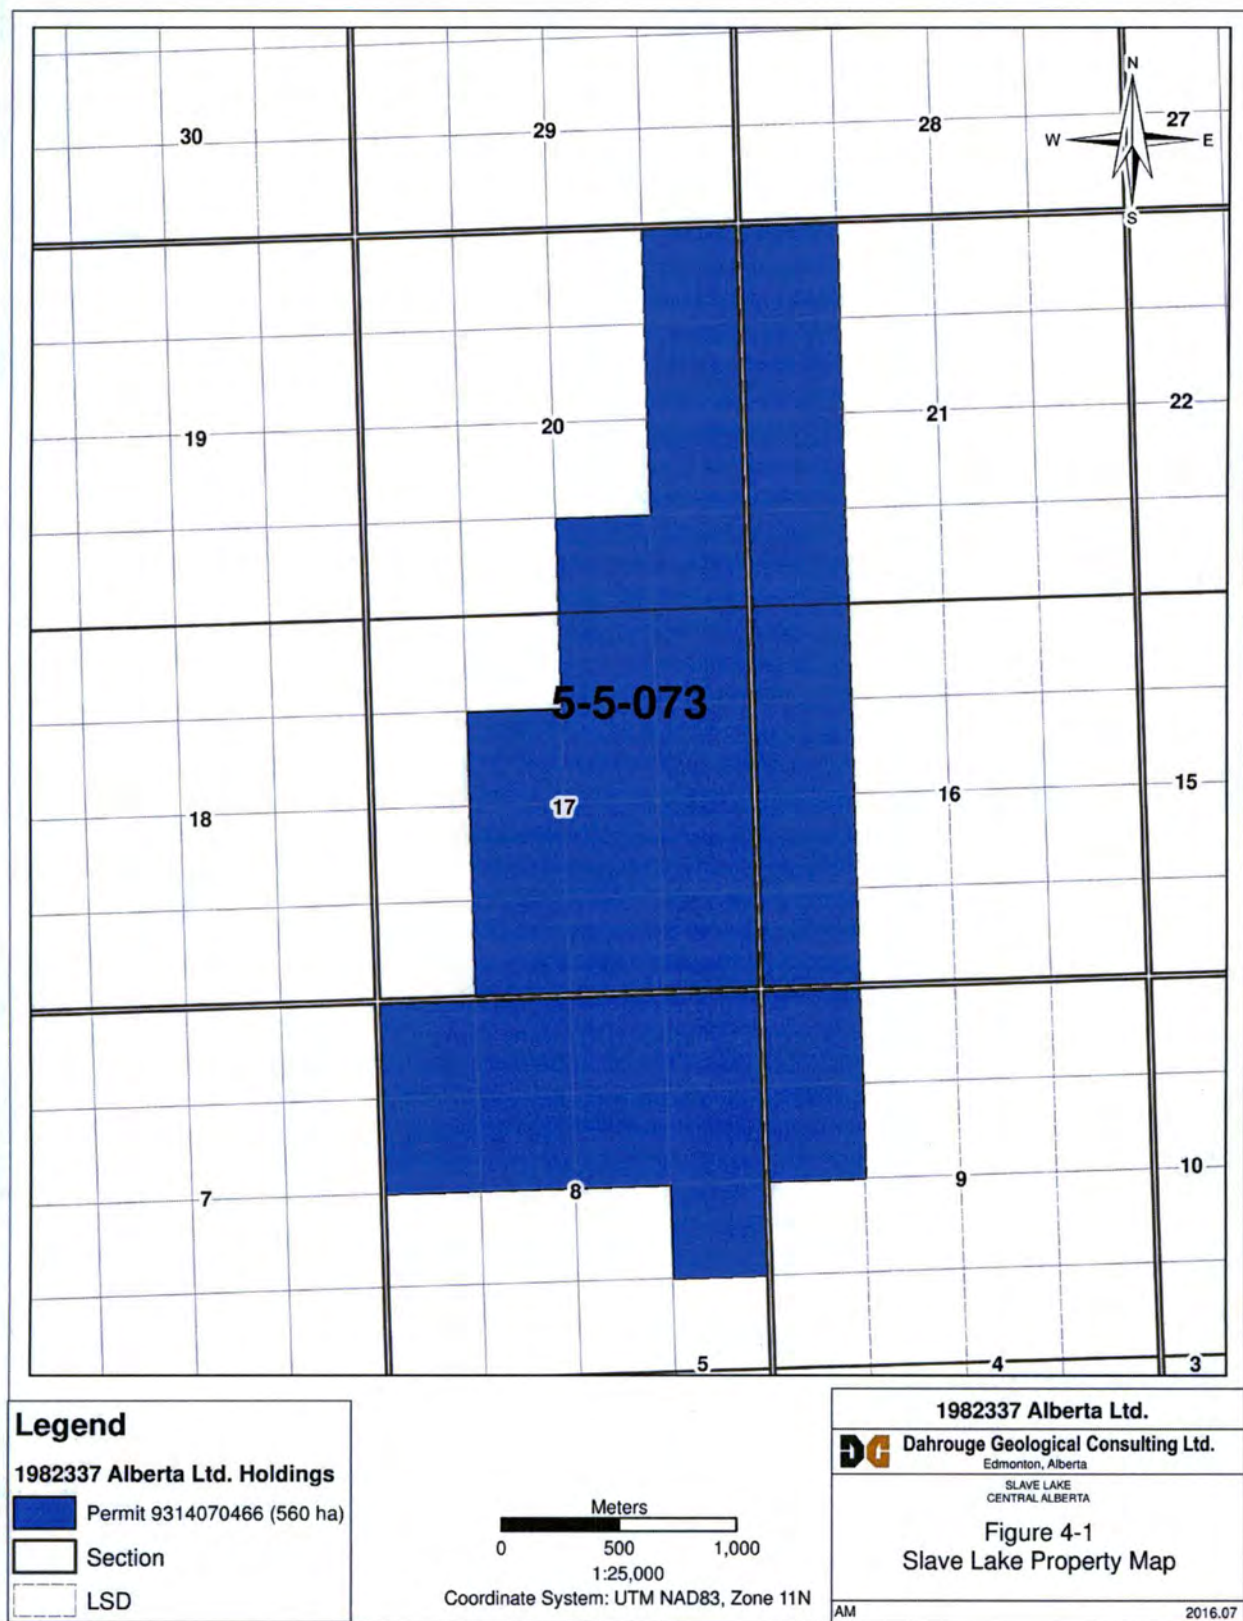 N
27
30
29
28
W
E
S
22
21
20
19
5-5-073
15
16
17
18
10
9
8
7
5
4
3
Legend
1982337 Alberta Ltd. Holdings
Permit 9314070466 (560 ha)
Section
LSD
Meters
0 500 1,000
1:25,000
Coordinate System: UTM NAD83, Zone 11N
1982337 Alberta Ltd.
DG
Dahrouge Geological Consulting Ltd.
Edmonton, Alberta
SLAVE LAKE
CENTRAL ALBERTA
Figure 4-1
Slave Lake Property Map
AM 2016.07